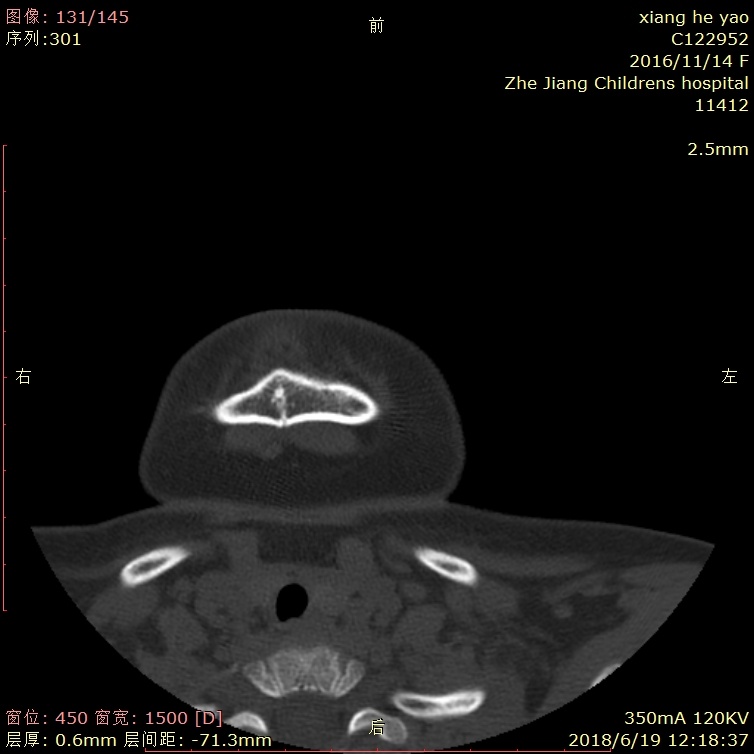 图像: 131/145
序列:301
前
xiang he yao
C122952
2016/11/14 F
Zhe Jiang Childrens hospital
11412
2.5mm
右
左
后
窗位: 450 窗宽: 1500 [D]
层厚: 0.6mm 层间距: -71.3mm
350mA 120KV
2018/6/19 12:18:37